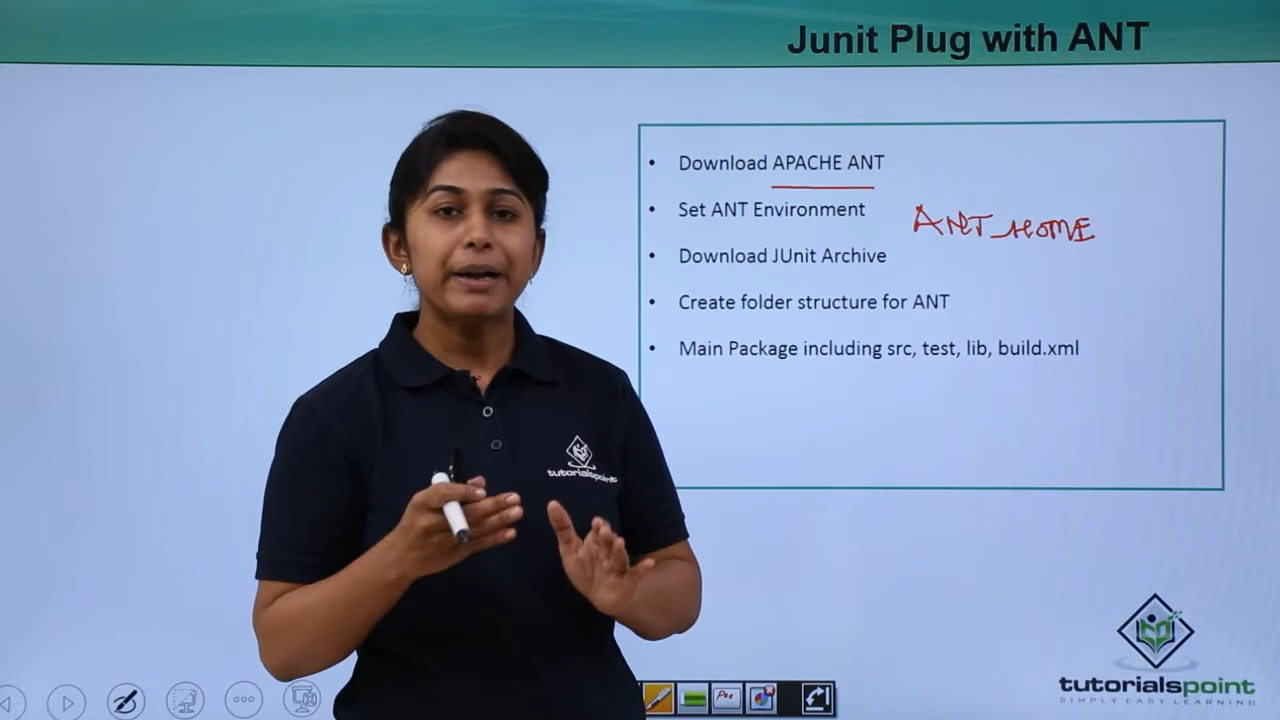 Junit Plug with ANT
• Download APACHE ANT
• Set ANT Environment
ANT_HOME
• Download JUnit Archive
• Create folder structure for ANT
• Main Package including src, test, lib, build.xml
tutorialspoint
Pen
tutorialspoint
SIMPLY EASY LEARNING